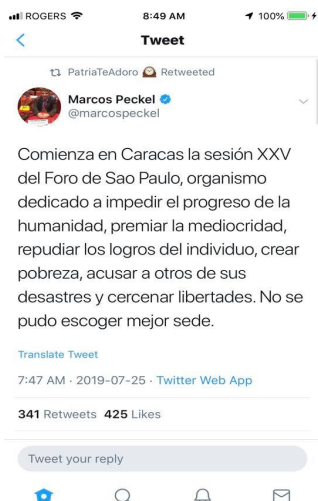 ROGERS 8:49 AM 100%
Tweet
PatriaTeAdoro Retweeted
Marcos Peckel
@marcospeckel
Comienza en Caracas la sesión XXV
del Foro de Sao Paulo, organismo
dedicado a impedir el progreso de la
humanidad, premiar la mediocridad,
repudiar los logros del individuo, crear
pobreza, acusar a otros de sus
desastres y cercenar libertades. No se
pudo escoger mejor sede.
Translate Tweet
7:47 AM · 2019-07-25 · Twitter Web App
341 Retweets 425 Likes
Tweet your reply